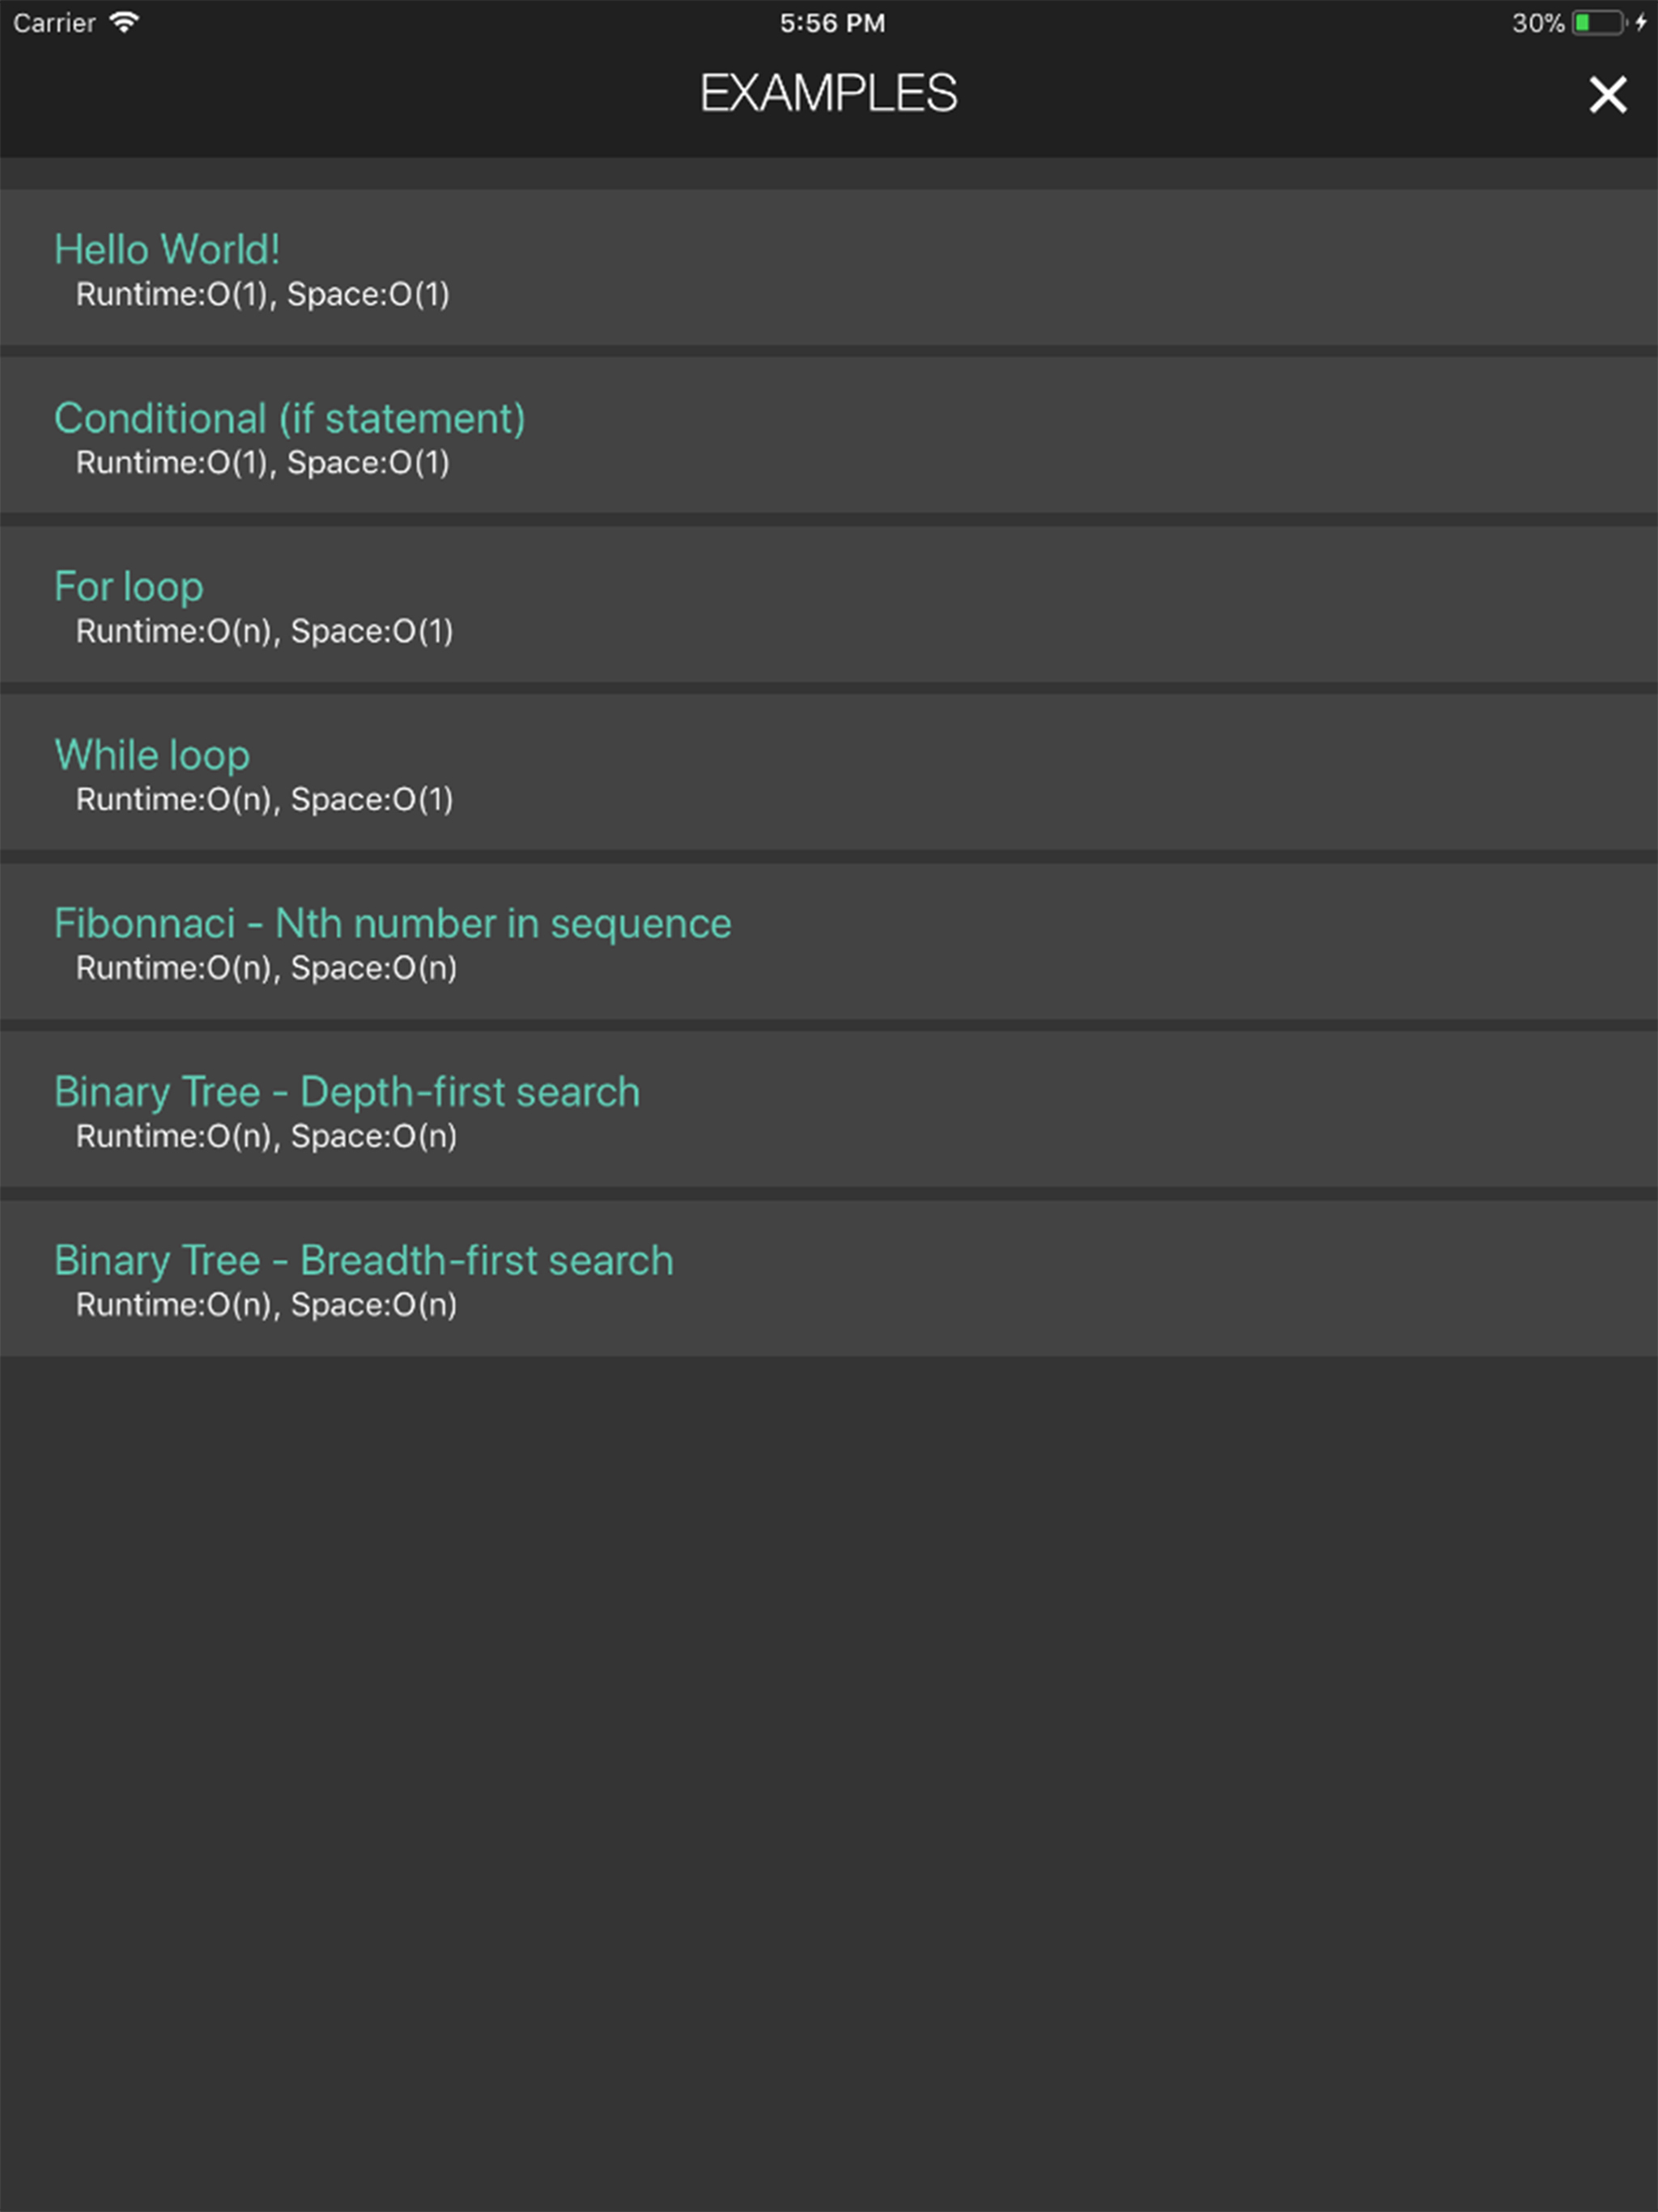 Carrier 5:56 PM 30%
EXAMPLES
Hello World!
Runtime:O(1), Space:O(1)
Conditional (if statement)
Runtime:O(1), Space:O(1)
For loop
Runtime:O(n), Space:O(1)
While loop
Runtime:O(n), Space:O(1)
Fibonnaci - Nth number in sequence
Runtime:O(n), Space:O(n)
Binary Tree - Depth-first search
Runtime:O(n), Space:O(n)
Binary Tree - Breadth-first search
Runtime:O(n), Space:O(n)